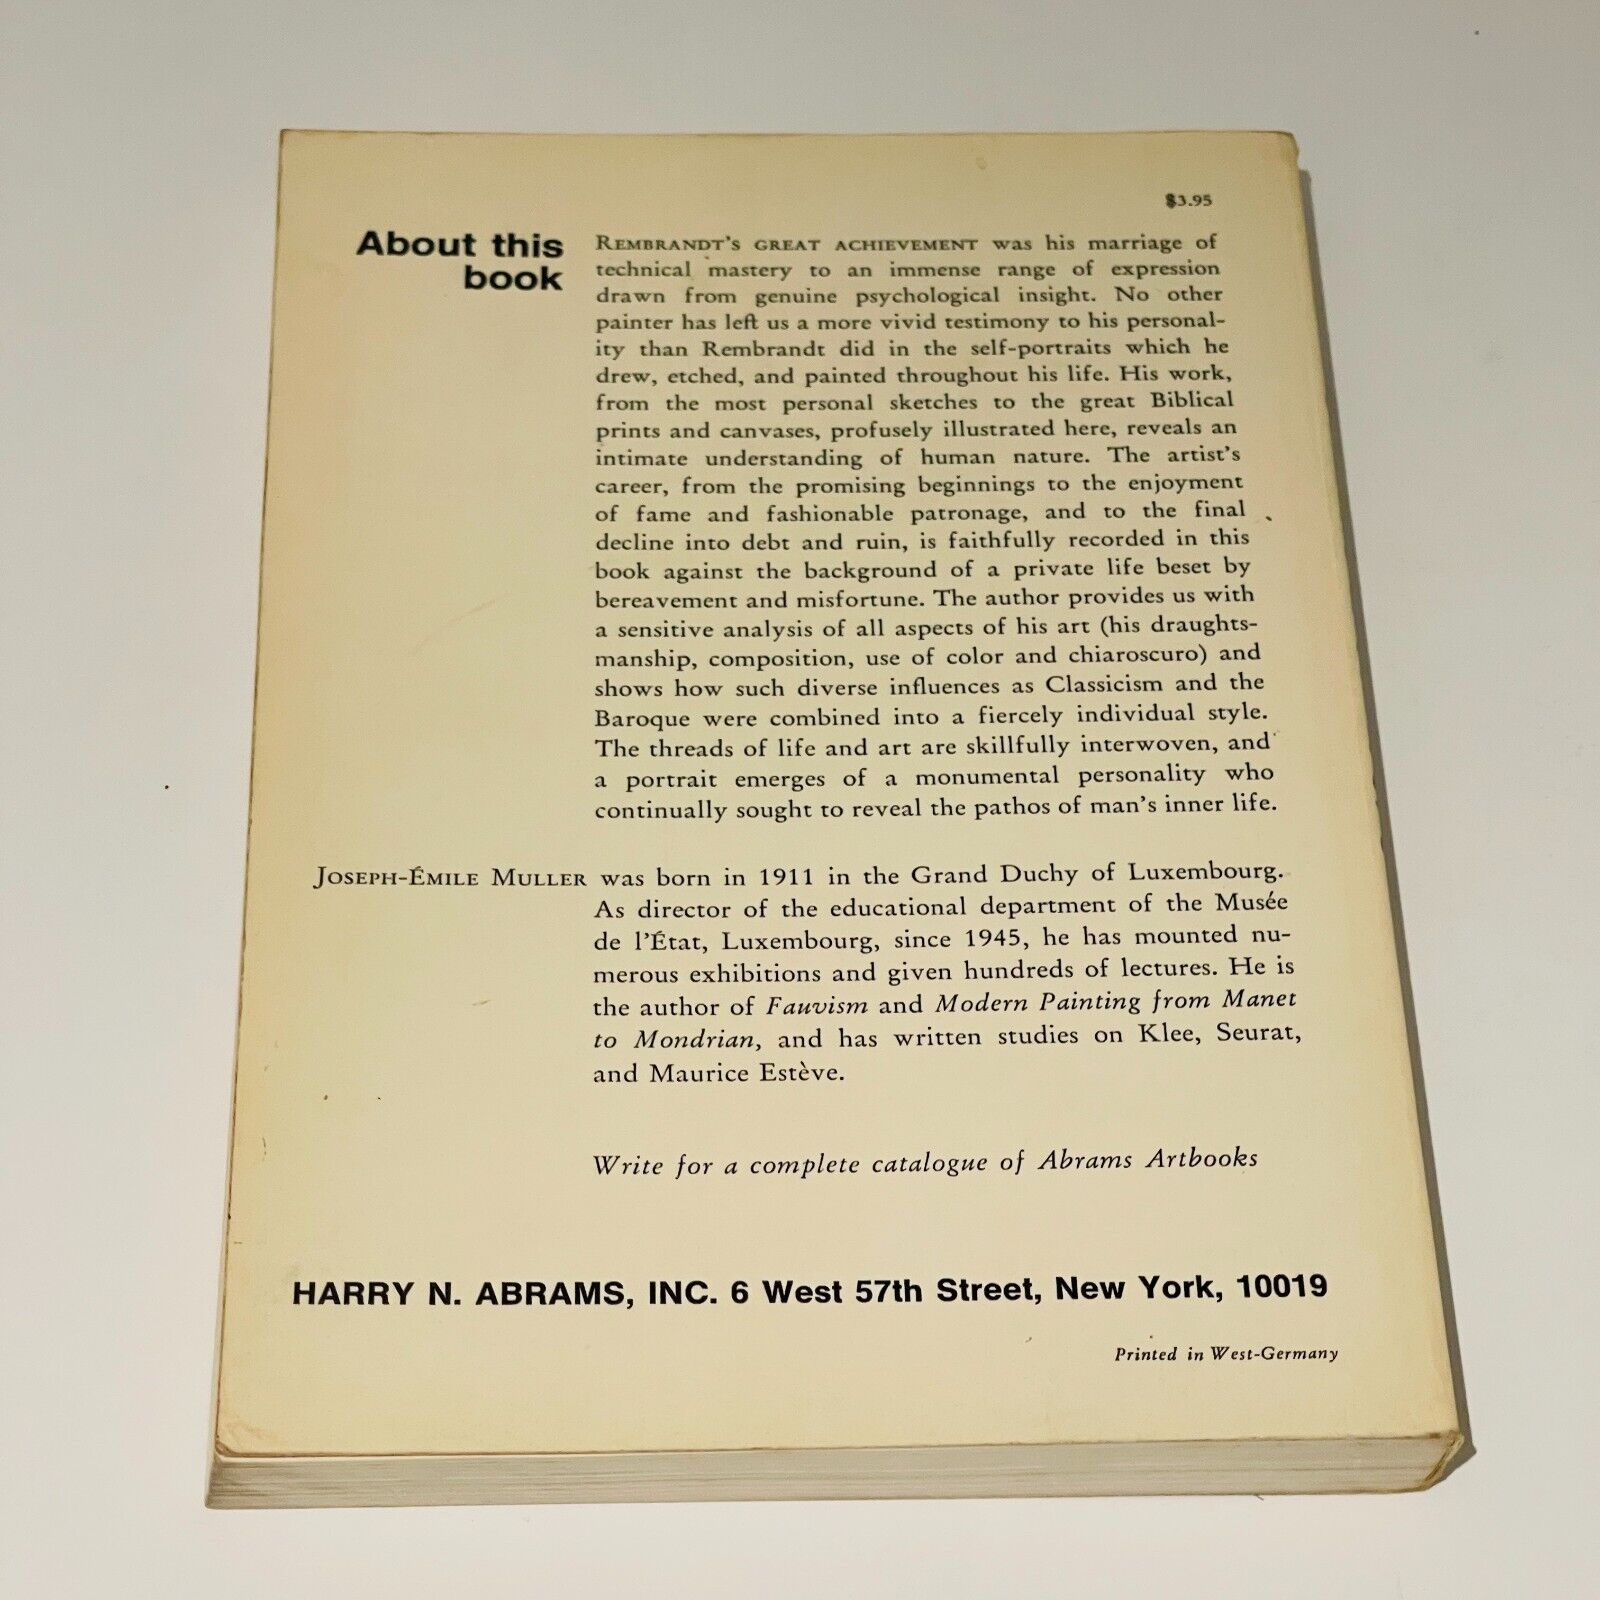 $3.95
About this
book
REMBRANDT'S GREAT ACHIEVEMENT was his marriage of
technical mastery to an immense range of expression
drawn from genuine psychological insight. No other
painter has left us a more vivid testimony to his personal-
ity than Rembrandt did in the self-portraits which he
drew, etched, and painted throughout his life. His work,
from the most personal sketches to the great Biblical
prints and canvases, profusely illustrated here, reveals an
intimate understanding of human nature. The artist's
career, from the promising beginnings to the enjoyment
of fame and fashionable patronage, and to the final
decline into debt and ruin, is faithfully recorded in this
book against the background of a private life beset by
bereavement and misfortune. The author provides us with
a sensitive analysis of all aspects of his art (his draughts-
manship, composition, use of color and chiaroscuro) and
shows how such diverse influences as Classicism and the
Baroque were combined into a fiercely individual style.
The threads of life and art are skillfully interwoven, and
a portrait emerges of a monumental personality who
continually sought to reveal the pathos of man's inner life.
JOSEPH-ÉMILE MULLER was born in 1911 in the Grand Duchy of Luxembourg.
As director of the educational department of the Musée
de l'État, Luxembourg, since 1945, he has mounted nu-
merous exhibitions and given hundreds of lectures. He is
the author of Fauvism and Modern Painting from Manet
to Mondrian, and has written studies on Klee, Seurat,
and Maurice Estève.
Write for a complete catalogue of Abrams Artbooks
HARRY N. ABRAMS, INC. 6 West 57th Street, New York, 10019
Printed in West-Germany